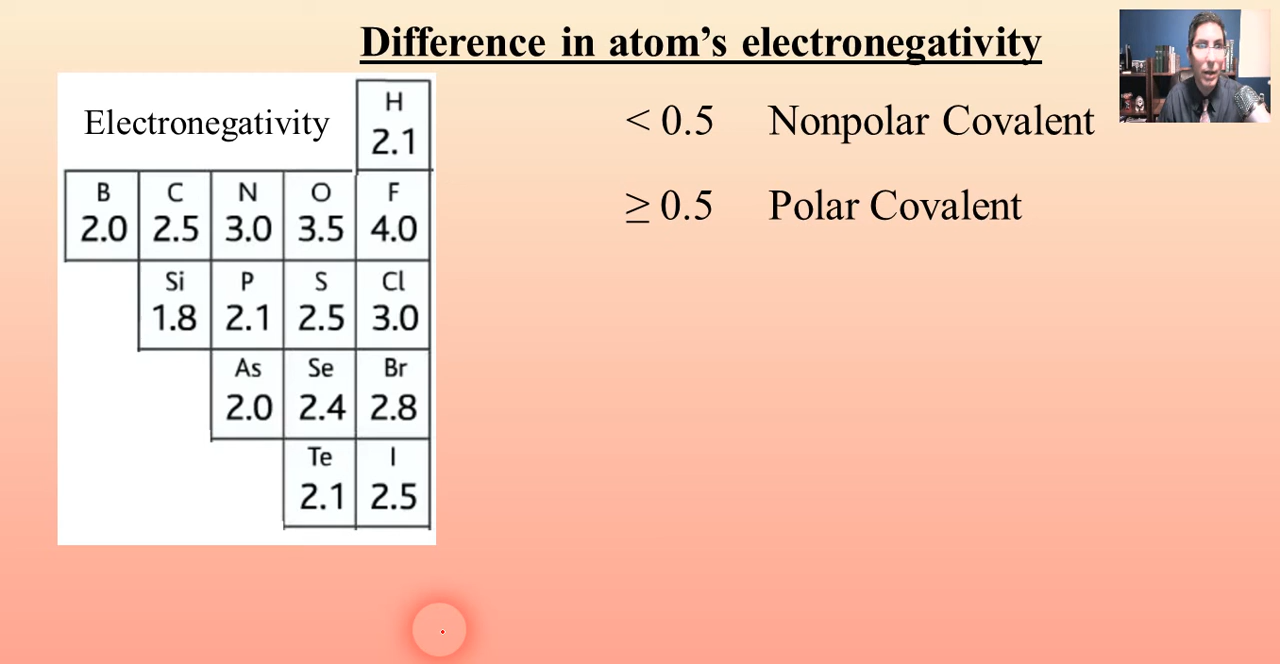 Difference in atom's electronegativity
Electronegativity
H
2.1
B C N O F
2.0 2.5 3.0 3.5 4.0
Si P S Cl
1.8 2.1 2.5 3.0
As Se Br
2.0 2.4 2.8
Te I
2.1 2.5
< 0.5 Nonpolar Covalent
≥ 0.5 Polar Covalent